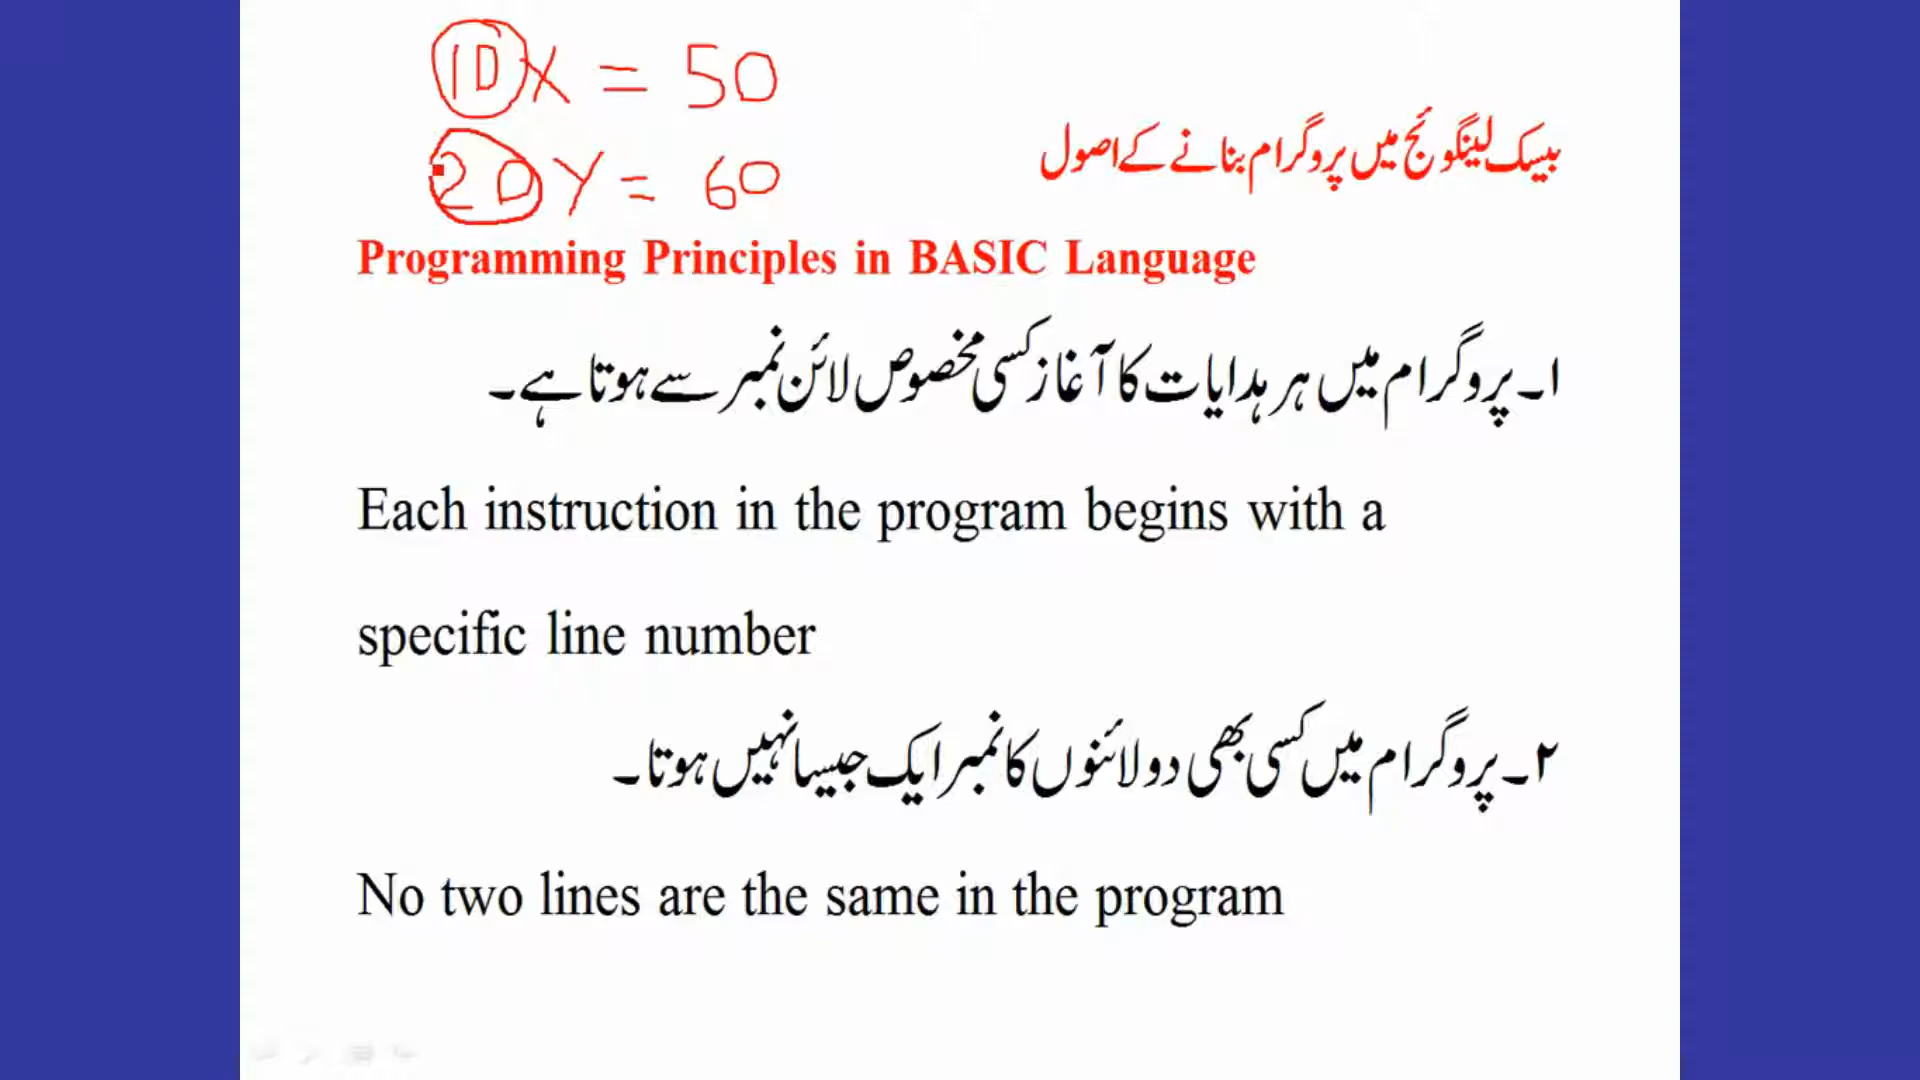 10 X = 50
20 Y = 60
بیسک لینگوئج میں پروگرام بنانے کے اصول
Programming Principles in BASIC Language
۱۔ پروگرام میں ہر ہدایات کا آغاز کسی مخصوص لائن نمبر سے ہوتا ہے۔
Each instruction in the program begins with a
specific line number
۲۔ پروگرام میں کسی بھی دو لائنوں کا نمبر ایک جیسا نہیں ہوتا۔
No two lines are the same in the program